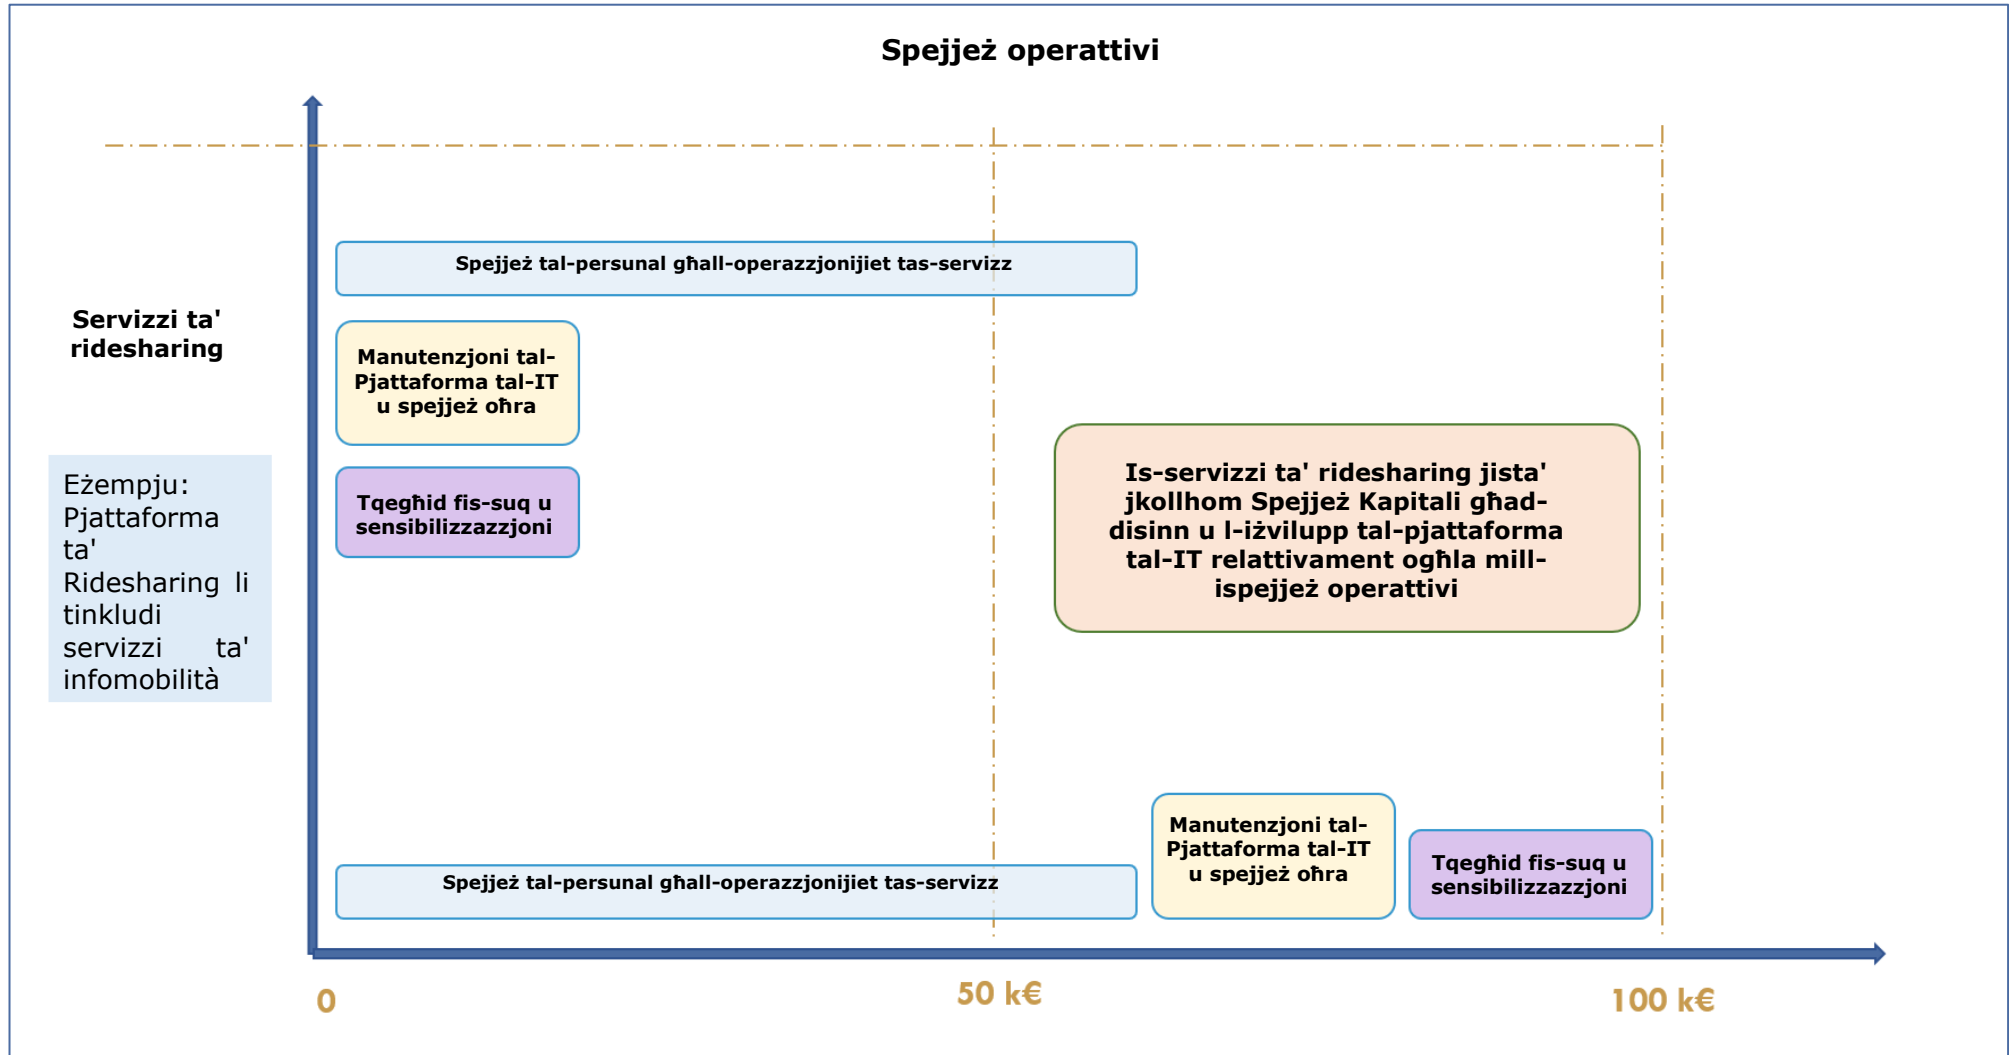 Spejjeż operattivi
Spejjeż tal-persunal għall-operazzjonijiet tas-servizz
Servizzi ta'
ridesharing
Manutenzjoni tal-
Pjattaforma tal-IT
u spejjeż oħra
Tqegħid fis-suq u
sensibilizzazzjoni
Eżempju:
Pjattaforma
ta'
Ridesharing li
tinkludi
servizzi ta'
infomobilità
Is-servizzi ta' ridesharing jista'
jkollhom Spejjeż Kapitali għad-
disinn u l-iżvilupp tal-pjattaforma
tal-IT relattivament ogħla mill-
ispejjeż operattivi
Spejjeż tal-persunal għall-operazzjonijiet tas-servizz
Manutenzjoni tal-
Pjattaforma tal-IT
u spejjeż oħra
Tqegħid fis-suq u
sensibilizzazzjoni
0
50 k€
100 k€